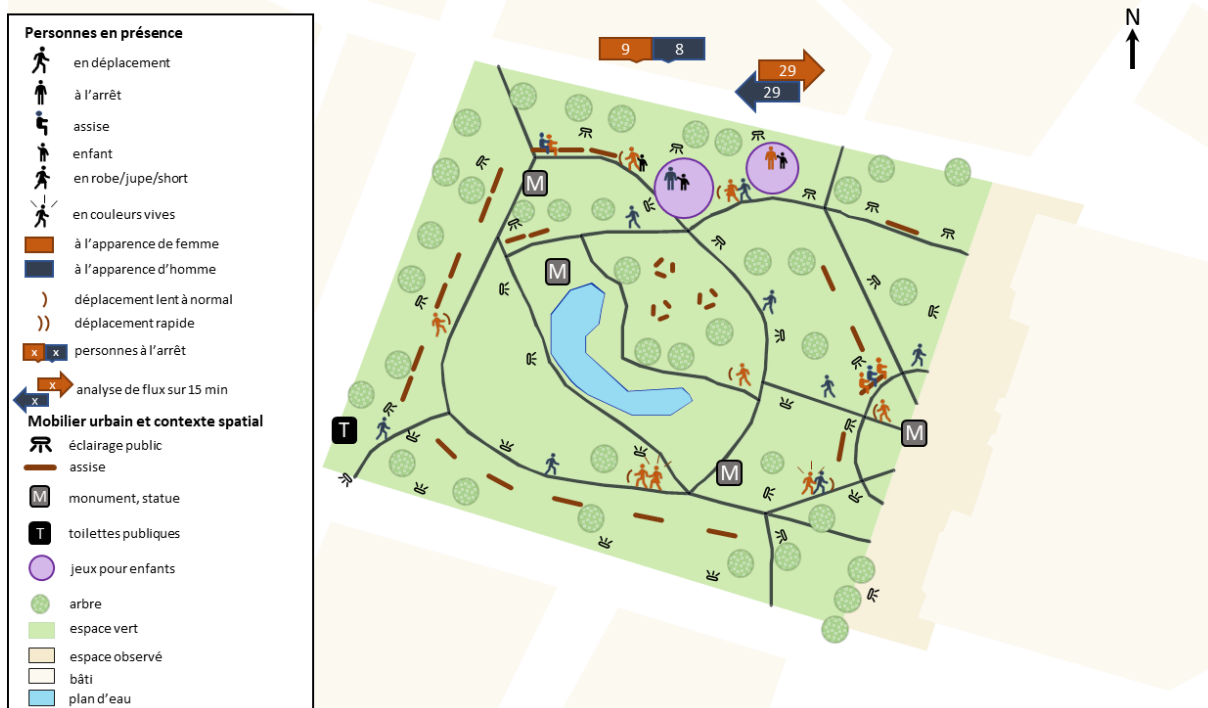 Personnes en présence
en déplacement
à l'arrêt
assise
enfant
en robe/jupe/short
en couleurs vives
à l'apparence de femme
à l'apparence d'homme
déplacement lent à normal
déplacement rapide
x x personnes à l'arrêt
x x analyse de flux sur 15 min
Mobilier urbain et contexte spatial
éclairage public
assise
M monument, statue
T toilettes publiques
jeux pour enfants
arbre
espace vert
espace observé
bâti
plan d'eau
9 8
29
29
N
M
M
T
M
M